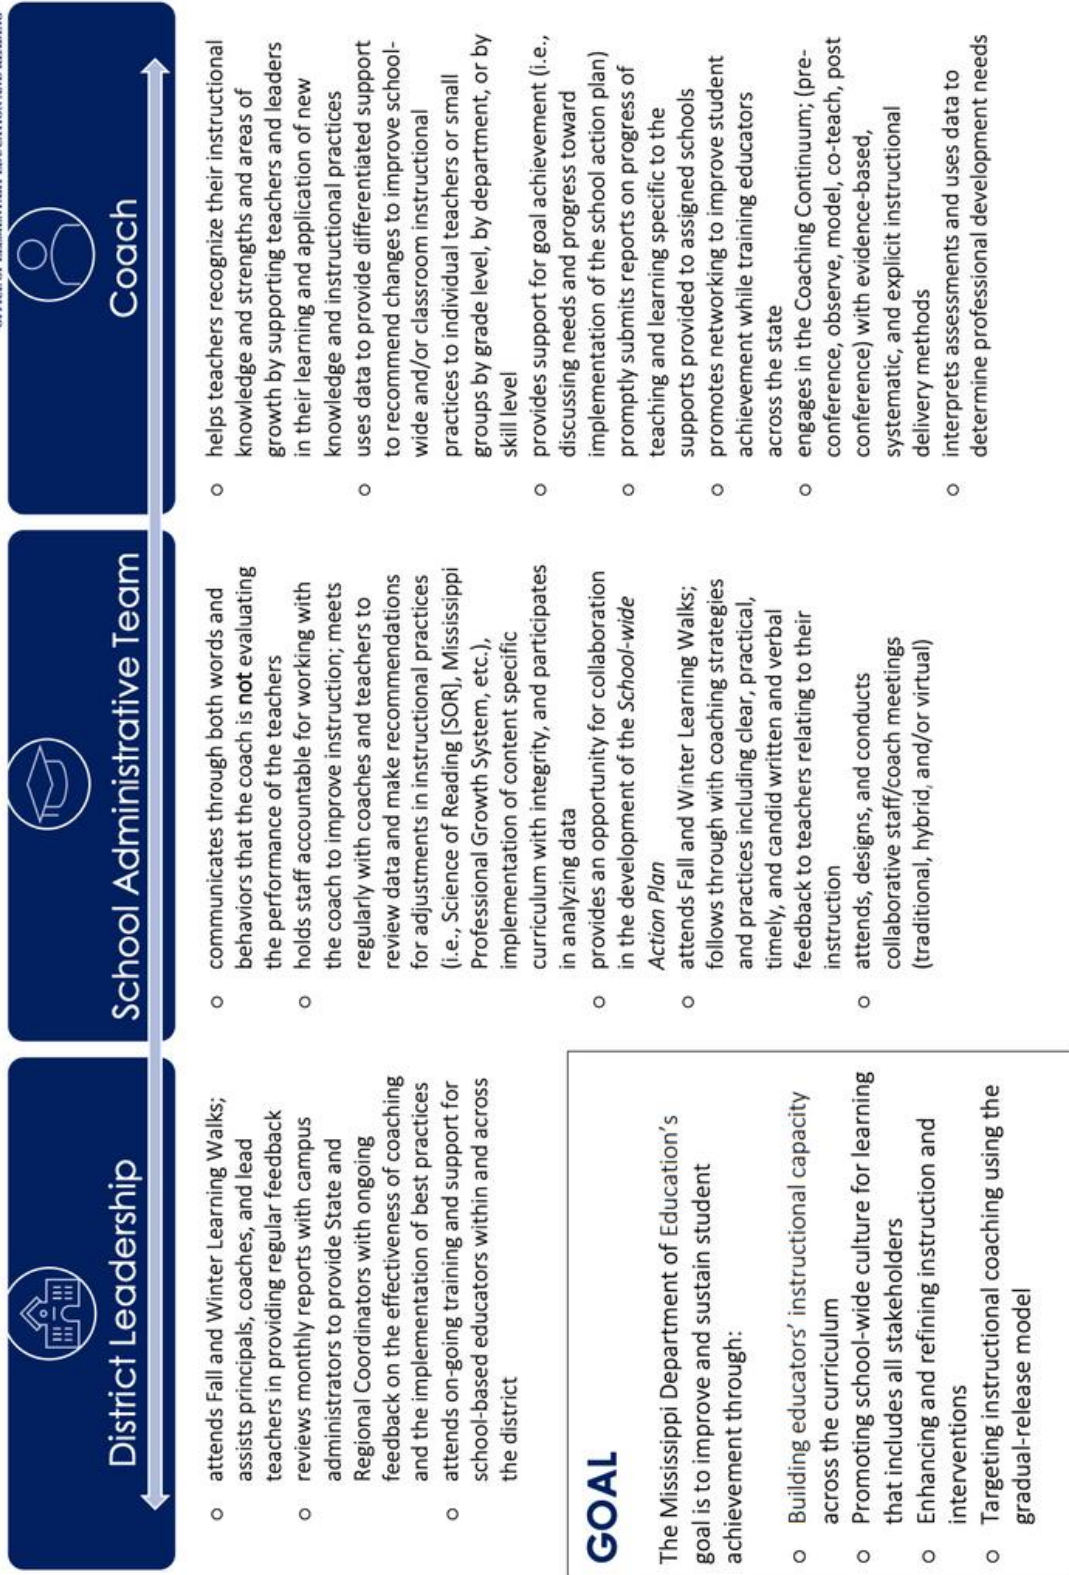 District Leadership
attends Fall and Winter Learning Walks;
assists principals, coaches, and lead
teachers in providing regular feedback
reviews monthly reports with campus
administrators to provide State and
Regional Coordinators with ongoing
feedback on the effectiveness of coaching
and the implementation of best practices
attends on-going training and support for
school-based educators within and across
the district
GOAL
The Mississippi Department of Education's
goal is to improve and sustain student
achievement through:
Building educators' instructional capacity
across the curriculum
Promoting school-wide culture for learning
that includes all stakeholders
Enhancing and refining instruction and
interventions
Targeting instructional coaching using the
gradual-release model
School Administrative Team
communicates through both words and
behaviors that the coach is not evaluating
the performance of the teachers
holds staff accountable for working with
the coach to improve instruction; meets
regularly with coaches and teachers to
review data and make recommendations
for adjustments in instructional practices
(i.e., Science of Reading [SOR], Mississippi
Professional Growth System, etc.),
implementation of content specific
curriculum with integrity, and participates
in analyzing data
provides an opportunity for collaboration
in the development of the School-wide
Action Plan
attends Fall and Winter Learning Walks;
follows through with coaching strategies
and practices including clear, practical,
timely, and candid written and verbal
feedback to teachers relating to their
instruction
attends, designs, and conducts
collaborative staff/coach meetings
(traditional, hybrid, and/or virtual)
Coach
helps teachers recognize their instructional
knowledge and strengths and areas of
growth by supporting teachers and leaders
in their learning and application of new
knowledge and instructional practices
uses data to provide differentiated support
to recommend changes to improve school-
wide and/or classroom instructional
practices to individual teachers or small
groups by grade level, by department, or by
skill level
provides support for goal achievement (i.e.,
discussing needs and progress toward
implementation of the school action plan)
promptly submits reports on progress of
teaching and learning specific to the
supports provided to assigned schools
promotes networking to improve student
achievement while training educators
across the state
engages in the Coaching Continuum; (pre-
conference, observe, model, co-teach, post
conference) with evidence-based,
systematic, and explicit instructional
delivery methods
interprets assessments and uses data to
determine professional development needs